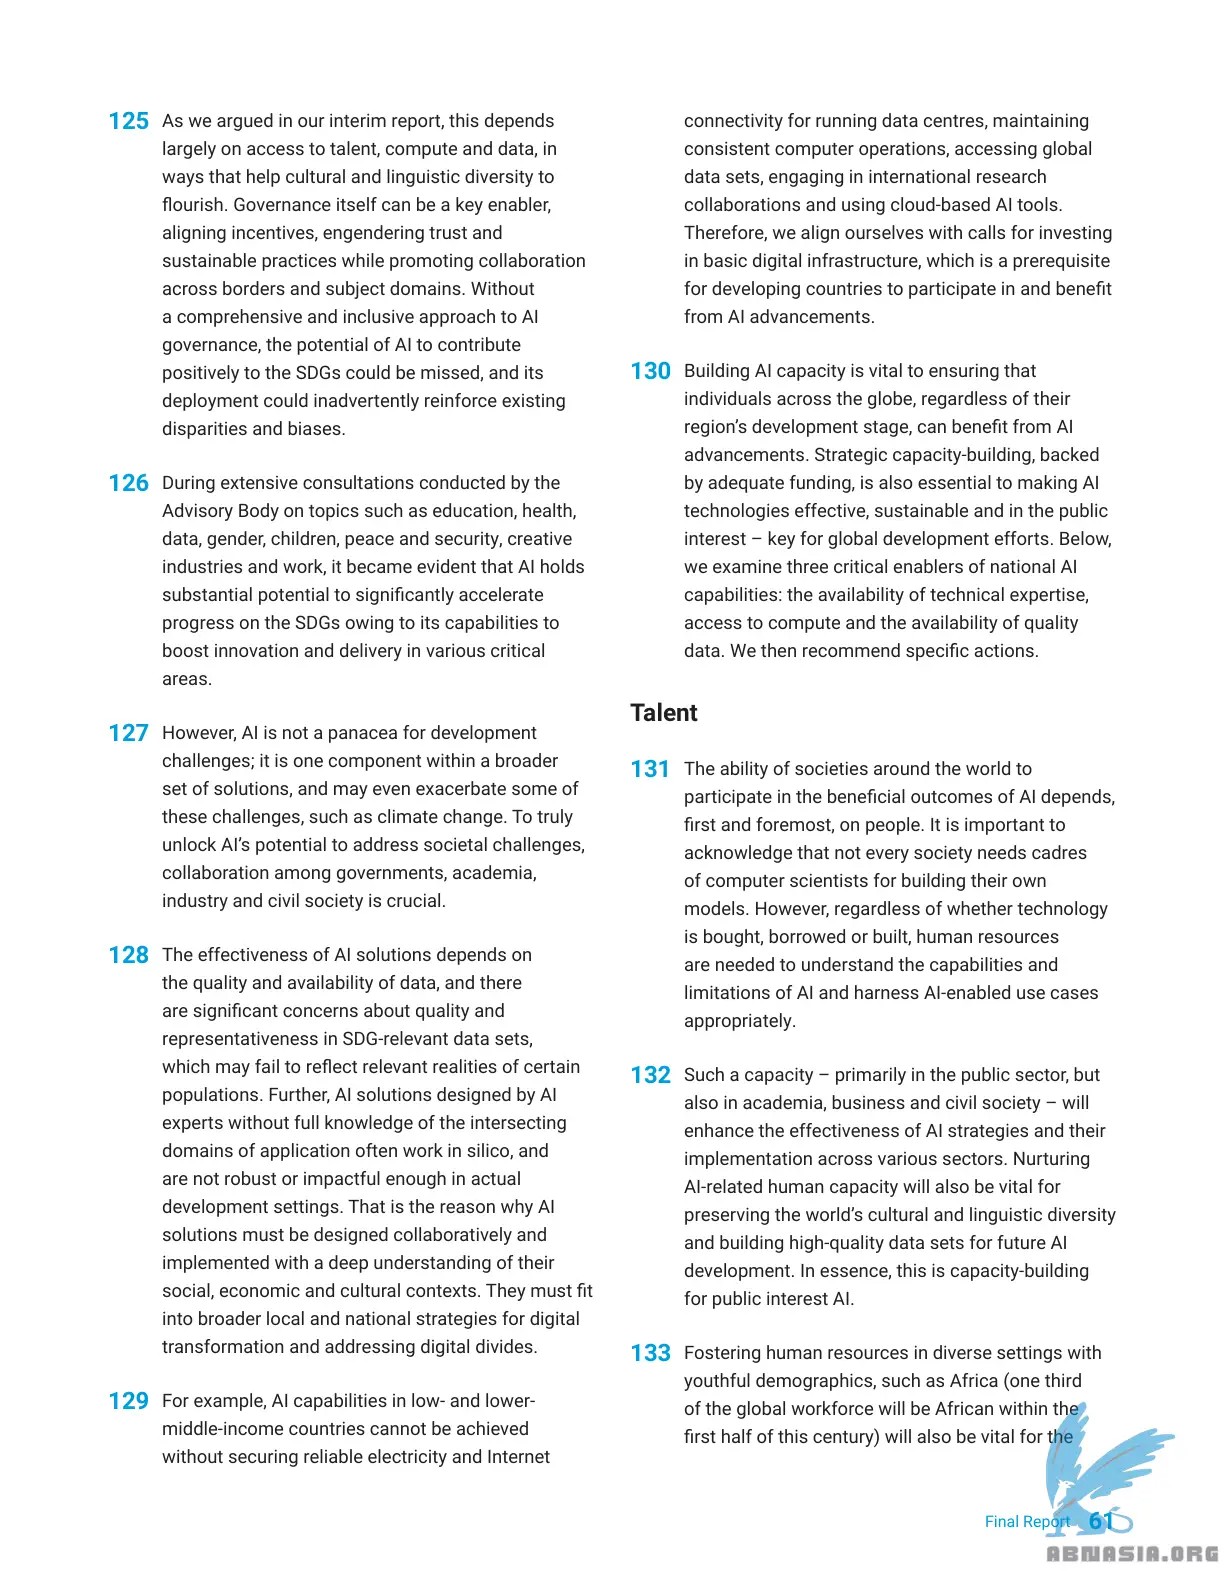 125 As we argued in our interim report, this depends
largely on access to talent, compute and data, in
ways that help cultural and linguistic diversity to
flourish. Governance itself can be a key enabler,
aligning incentives, engendering trust and
sustainable practices while promoting collaboration
across borders and subject domains. Without
a comprehensive and inclusive approach to AI
governance, the potential of AI to contribute
positively to the SDGs could be missed, and its
deployment could inadvertently reinforce existing
disparities and biases.
126 During extensive consultations conducted by the
Advisory Body on topics such as education, health,
data, gender, children, peace and security, creative
industries and work, it became evident that AI holds
substantial potential to significantly accelerate
progress on the SDGs owing to its capabilities to
boost innovation and delivery in various critical
areas.
127 However, AI is not a panacea for development
challenges; it is one component within a broader
set of solutions, and may even exacerbate some of
these challenges, such as climate change. To truly
unlock AI’s potential to address societal challenges,
collaboration among governments, academia,
industry and civil society is crucial.
128 The effectiveness of AI solutions depends on
the quality and availability of data, and there
are significant concerns about quality and
representativeness in SDG-relevant data sets,
which may fail to reflect relevant realities of certain
populations. Further, AI solutions designed by AI
experts without full knowledge of the intersecting
domains of application often work in silico, and
are not robust or impactful enough in actual
development settings. That is the reason why AI
solutions must be designed collaboratively and
implemented with a deep understanding of their
social, economic and cultural contexts. They must fit
into broader local and national strategies for digital
transformation and addressing digital divides.
129 For example, AI capabilities in low- and lower-
middle-income countries cannot be achieved
without securing reliable electricity and Internet
connectivity for running data centres, maintaining
consistent computer operations, accessing global
data sets, engaging in international research
collaborations and using cloud-based AI tools.
Therefore, we align ourselves with calls for investing
in basic digital infrastructure, which is a prerequisite
for developing countries to participate in and benefit
from AI advancements.
130 Building AI capacity is vital to ensuring that
individuals across the globe, regardless of their
region’s development stage, can benefit from AI
advancements. Strategic capacity-building, backed
by adequate funding, is also essential to making AI
technologies effective, sustainable and in the public
interest – key for global development efforts. Below,
we examine three critical enablers of national AI
capabilities: the availability of technical expertise,
access to compute and the availability of quality
data. We then recommend specific actions.
Talent
131 The ability of societies around the world to
participate in the beneficial outcomes of AI depends,
first and foremost, on people. It is important to
acknowledge that not every society needs cadres
of computer scientists for building their own
models. However, regardless of whether technology
is bought, borrowed or built, human resources
are needed to understand the capabilities and
limitations of AI and harness AI-enabled use cases
appropriately.
132 Such a capacity – primarily in the public sector, but
also in academia, business and civil society – will
enhance the effectiveness of AI strategies and their
implementation across various sectors. Nurturing
AI-related human capacity will also be vital for
preserving the world’s cultural and linguistic diversity
and building high-quality data sets for future AI
development. In essence, this is capacity-building
for public interest AI.
133 Fostering human resources in diverse settings with
youthful demographics, such as Africa (one third
of the global workforce will be African within the
first half of this century) will also be vital for the
Final Report 61
ABNASIA.ORG